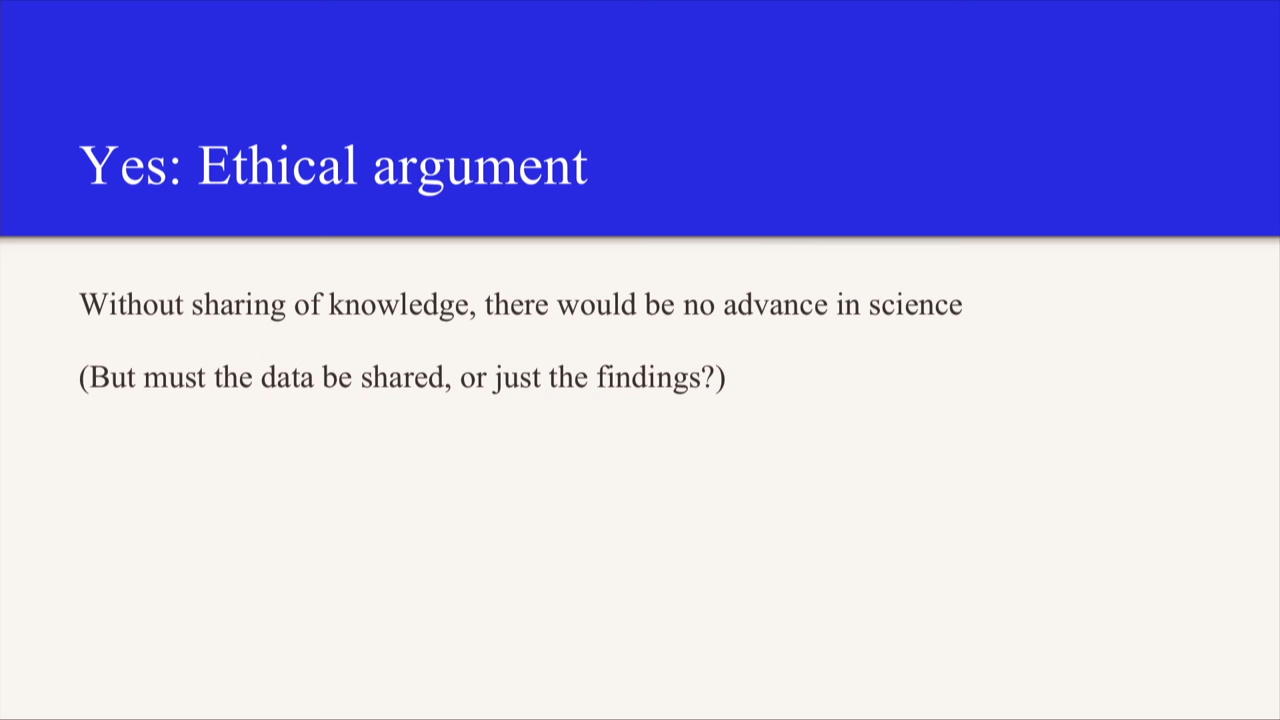 Yes: Ethical argument
Without sharing of knowledge, there would be no advance in science
(But must the data be shared, or just the findings?)